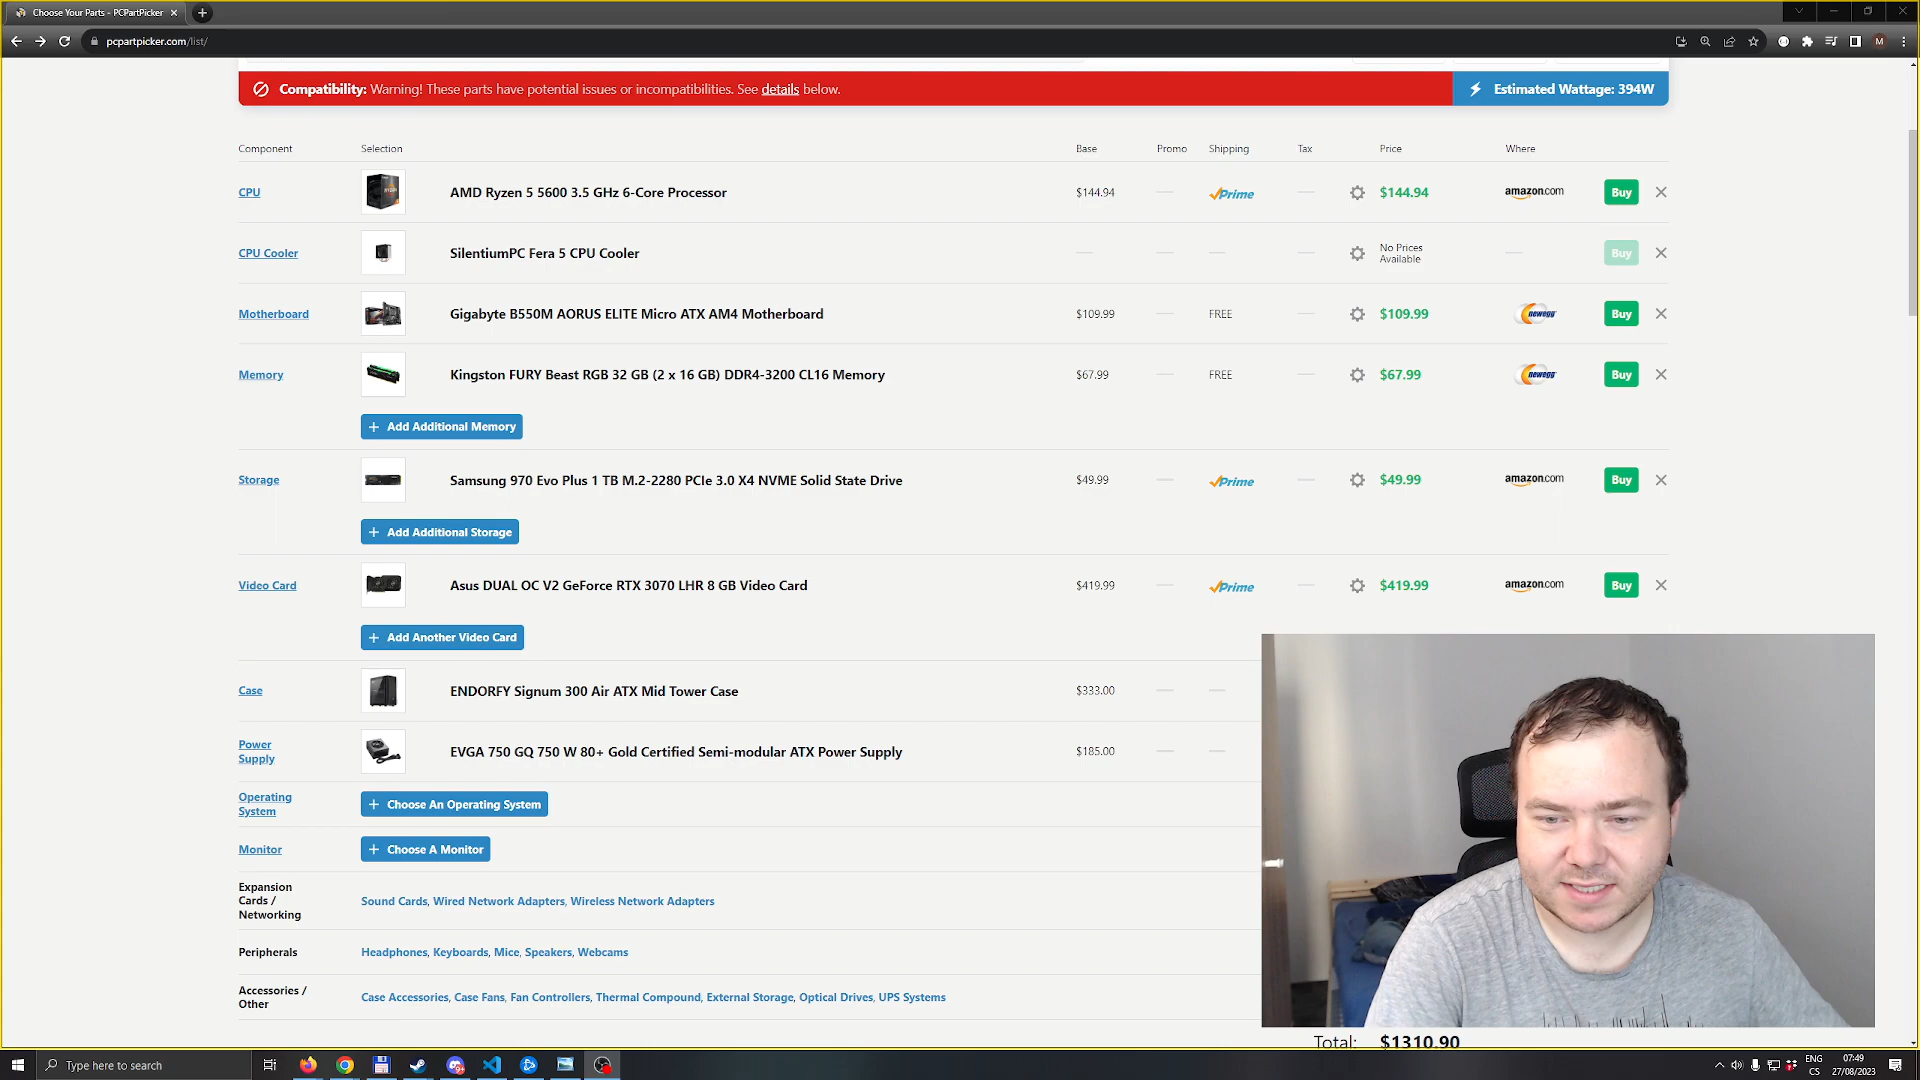 Choose Your Parts - PCPartPicker
pcpartpicker.com/list/
Compatibility: Warning! These parts have potential issues or incompatibilities. See details below.
Estimated Wattage: 394W
Component Selection Base Promo Shipping Tax Price Where
CPU AMD Ryzen 5 5600 3.5 GHz 6-Core Processor $144.94 Prime $144.94 amazon.com Buy
CPU Cooler SilentiumPC Fera 5 CPU Cooler No Prices Available Buy
Motherboard Gigabyte B550M AORUS ELITE Micro ATX AM4 Motherboard $109.99 FREE $109.99 newegg Buy
Memory Kingston FURY Beast RGB 32 GB (2 x 16 GB) DDR4-3200 CL16 Memory $67.99 FREE $67.99 newegg Buy
+ Add Additional Memory
Storage Samsung 970 Evo Plus 1 TB M.2-2280 PCIe 3.0 X4 NVME Solid State Drive $49.99 Prime $49.99 amazon.com Buy
+ Add Additional Storage
Video Card Asus DUAL OC V2 GeForce RTX 3070 LHR 8 GB Video Card $419.99 Prime $419.99 amazon.com Buy
+ Add Another Video Card
Case ENDORFY Signum 300 Air ATX Mid Tower Case $333.00
Power Supply EVGA 750 GQ 750 W 80+ Gold Certified Semi-modular ATX Power Supply $185.00
Operating System + Choose An Operating System
Monitor + Choose A Monitor
Expansion Cards / Networking Sound Cards, Wired Network Adapters, Wireless Network Adapters
Peripherals Headphones, Keyboards, Mice, Speakers, Webcams
Accessories / Other Case Accessories, Case Fans, Fan Controllers, Thermal Compound, External Storage, Optical Drives, UPS Systems
Total: $1310.90
Type here to search
ENG
CS
07:49
27/08/2023